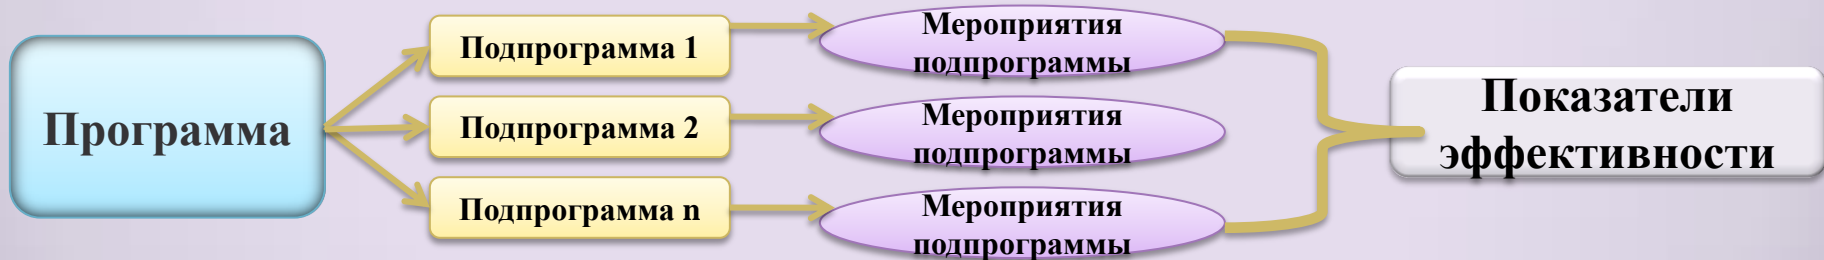 Программа
Подпрограмма 1
Мероприятия
подпрограммы
Подпрограмма 2
Мероприятия
подпрограммы
Подпрограмма n
Мероприятия
подпрограммы
Показатели
эффективности